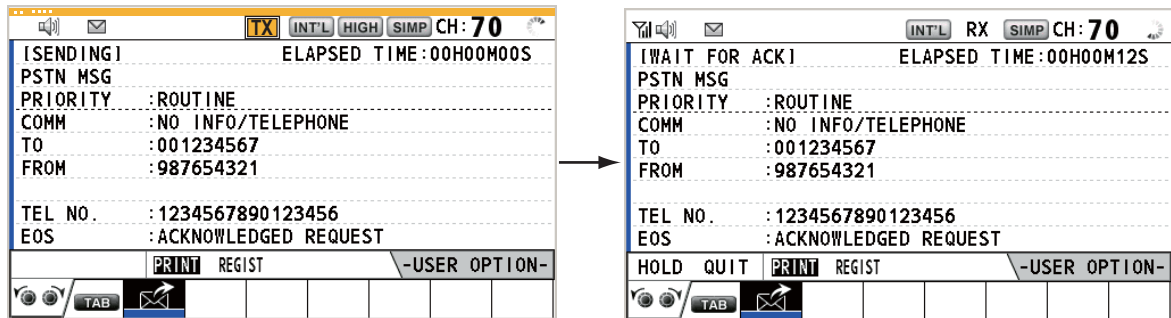 TX INT'L HIGH SIMP CH:70
[SENDING] ELAPSED TIME:00H00M00S
PSTN MSG
PRIORITY :ROUTINE
COMM :NO INFO/TELEPHONE
TO :001234567
FROM :987654321
TEL NO. :1234567890123456
EOS :ACKNOWLEDGED REQUEST
PRINT REGIST -USER OPTION-
TAB
INT'L RX SIMP CH:70
[WAIT FOR ACK] ELAPSED TIME:00H00M12S
PSTN MSG
PRIORITY :ROUTINE
COMM :NO INFO/TELEPHONE
TO :001234567
FROM :987654321
TEL NO. :1234567890123456
EOS :ACKNOWLEDGED REQUEST
HOLD QUIT PRINT REGIST -USER OPTION-
TAB